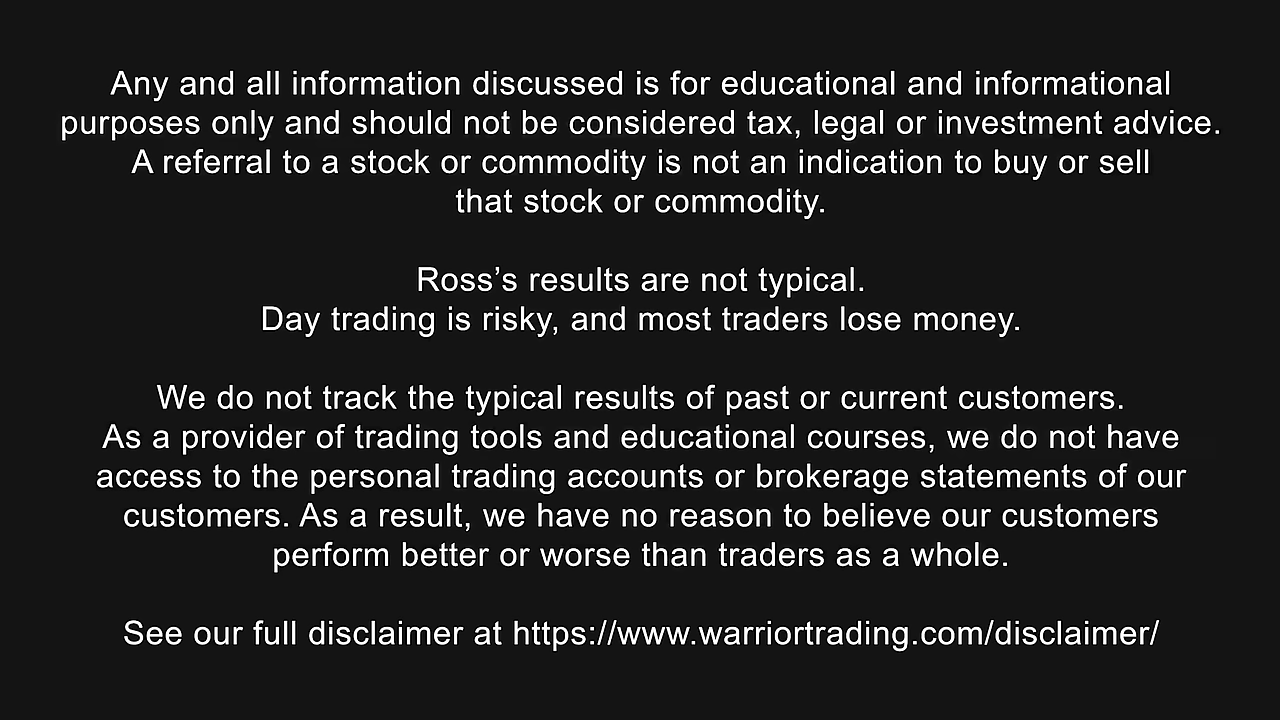 Any and all information discussed is for educational and informational
purposes only and should not be considered tax, legal or investment advice.
A referral to a stock or commodity is not an indication to buy or sell
that stock or commodity.
Ross’s results are not typical.
Day trading is risky, and most traders lose money.
We do not track the typical results of past or current customers.
As a provider of trading tools and educational courses, we do not have
access to the personal trading accounts or brokerage statements of our
customers. As a result, we have no reason to believe our customers
perform better or worse than traders as a whole.
See our full disclaimer at https://www.warriortrading.com/disclaimer/